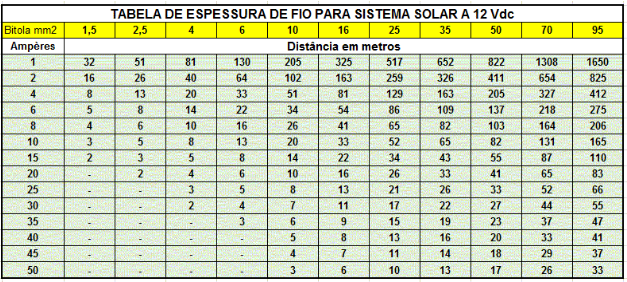 TABELA DE ESPESSURA DE FIO PARA SISTEMA SOLAR A 12 Vdc
Bitola mm2 1,5 2,5 4 6 10 16 25 35 50 70 95
Ampères Distância em metros
1 32 51 81 130 205 325 517 652 822 1308 1650
2 16 26 40 64 102 163 259 326 411 654 825
4 8 13 20 33 51 81 129 163 205 327 412
6 5 8 14 22 34 54 86 109 137 218 275
8 4 6 10 16 26 41 65 82 103 164 206
10 3 5 8 13 20 33 52 65 82 131 165
15 2 3 5 8 14 22 34 43 55 87 110
20 - 2 4 6 10 16 26 33 41 65 83
25 - - 3 5 8 13 21 26 33 52 66
30 - - 2 4 7 11 17 22 27 44 55
35 - - - 3 6 9 15 19 23 37 47
40 - - - - 5 8 13 16 20 33 41
45 - - - - 4 7 11 14 18 29 37
50 - - - - 3 6 10 13 17 26 33